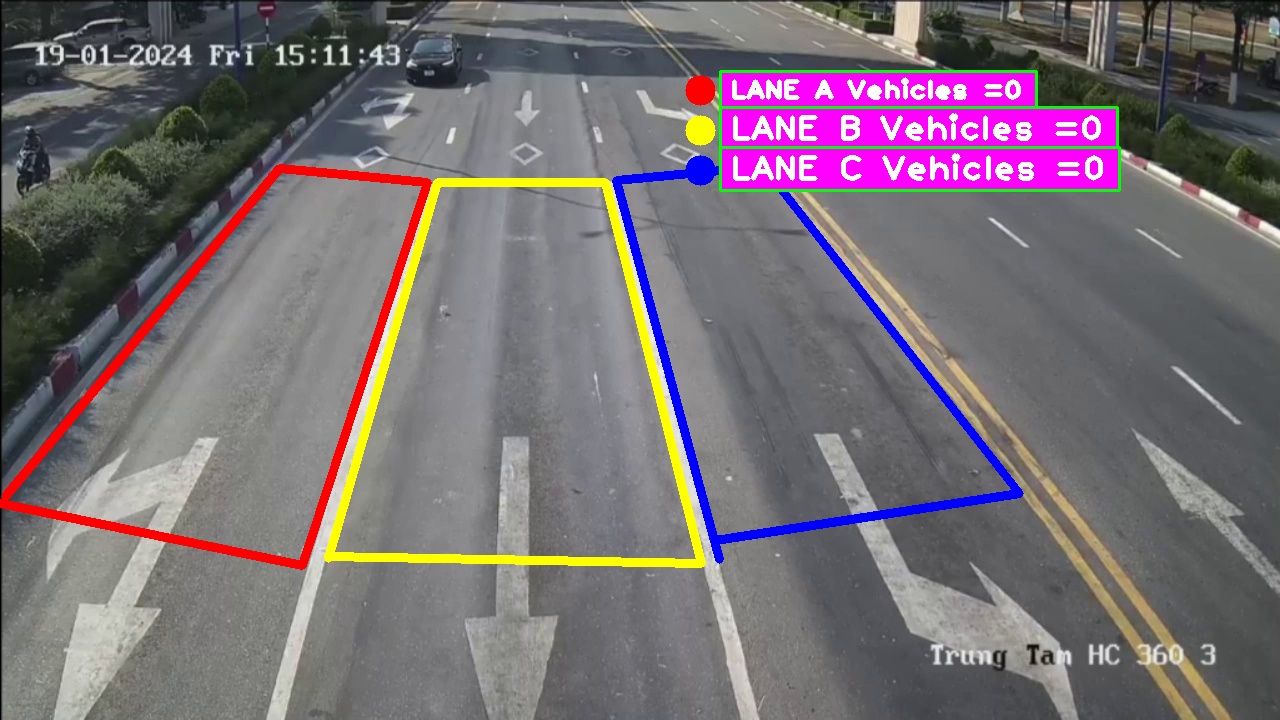 19-01-2024 Fri 15:11:43
LANE A Vehicles =0
LANE B Vehicles =0
LANE C Vehicles =0
Trung Tam HC 360 3